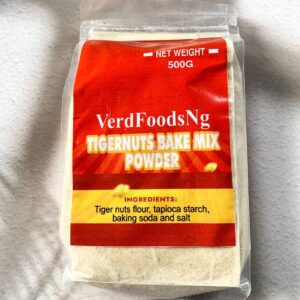 NET WEIGHT
500G
VerdFoodsNg
TIGERNUTS BAKE MIX
POWDER
INGREDIENTS:
Tiger nuts flour, tapioca starch,
baking soda and salt